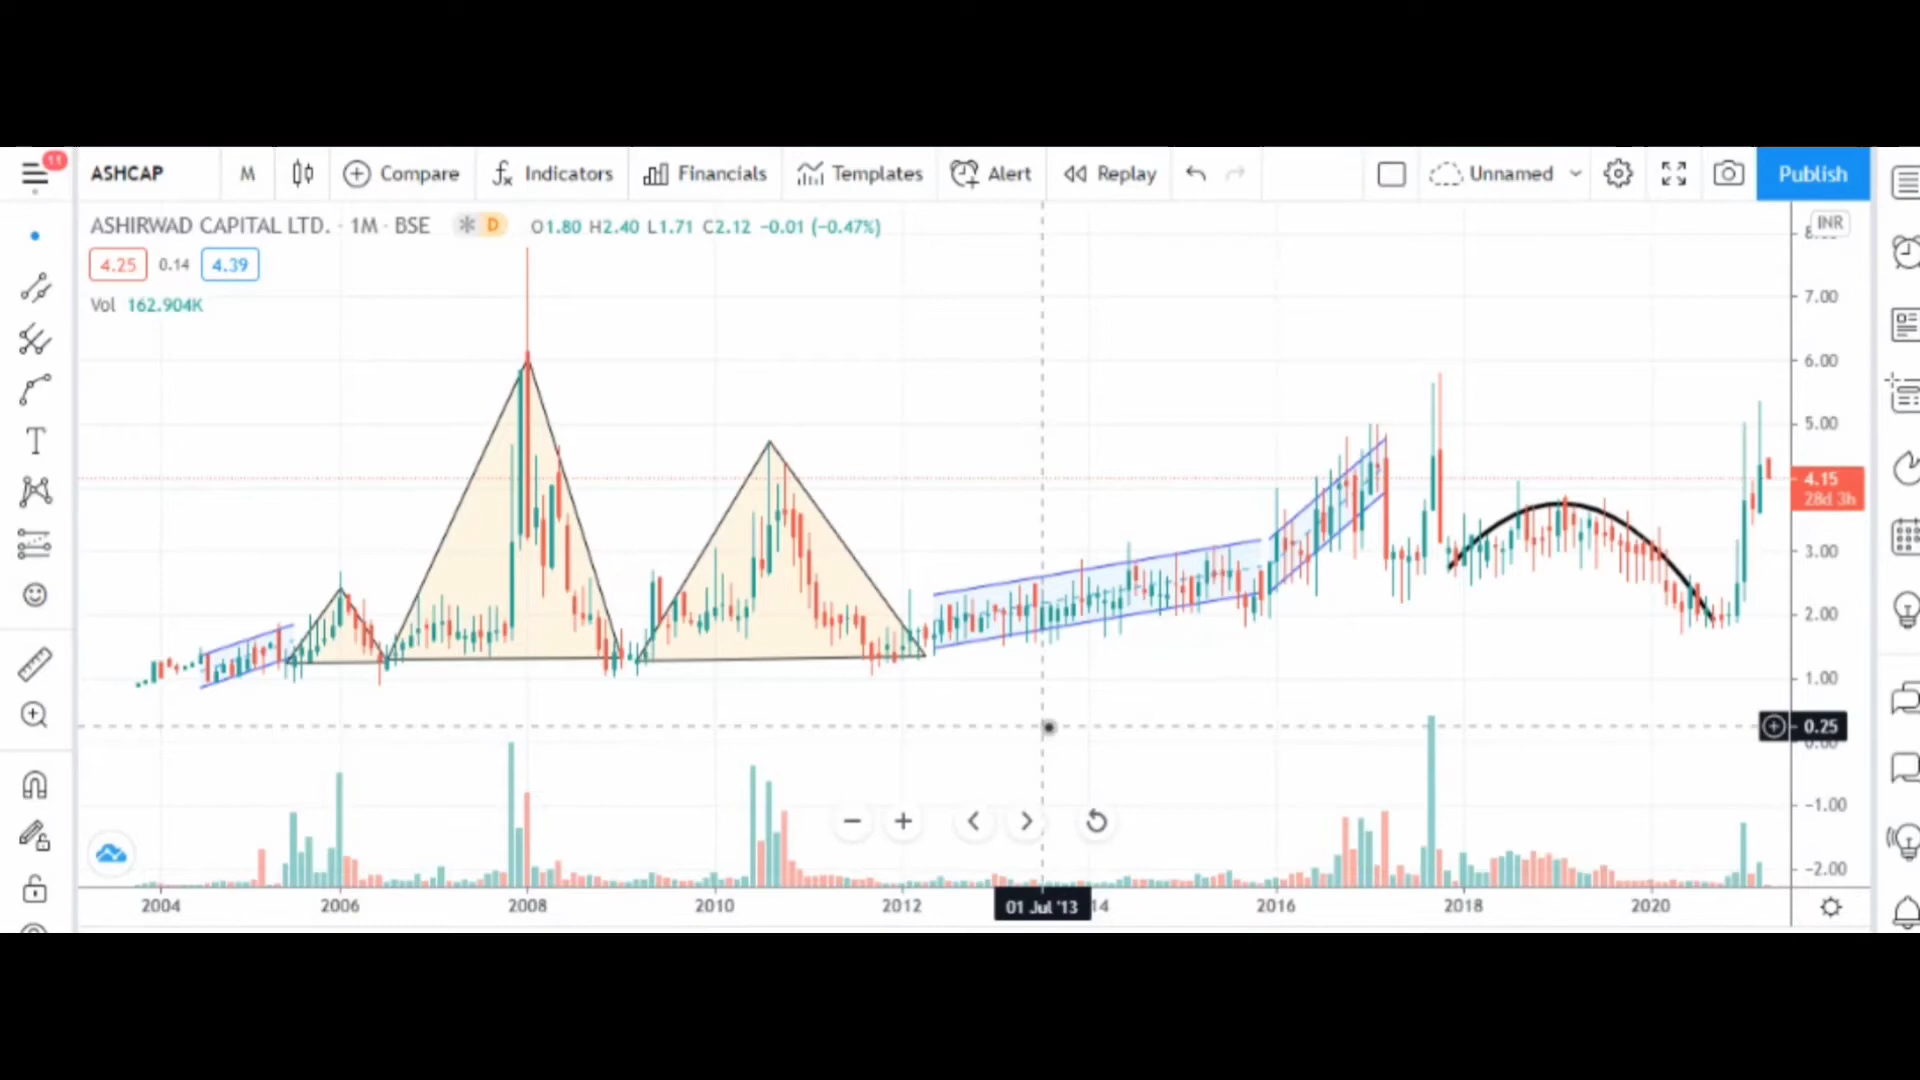 11
ASHCAP M Compare Indicators Financials Templates Alert Replay Unnamed Publish
ASHIRWAD CAPITAL LTD. · 1M · BSE D O1.80 H2.40 L1.71 C2.12 −0.01 (−0.47%)
INR
4.25 0.14 4.39
Vol 162.904K
7.00
6.00
5.00
4.15
28d 3h
3.00
2.00
1.00
0.25
0.00
−1.00
−2.00
2004 2006 2008 2010 2012 01 Jul '13 14 2016 2018 2020